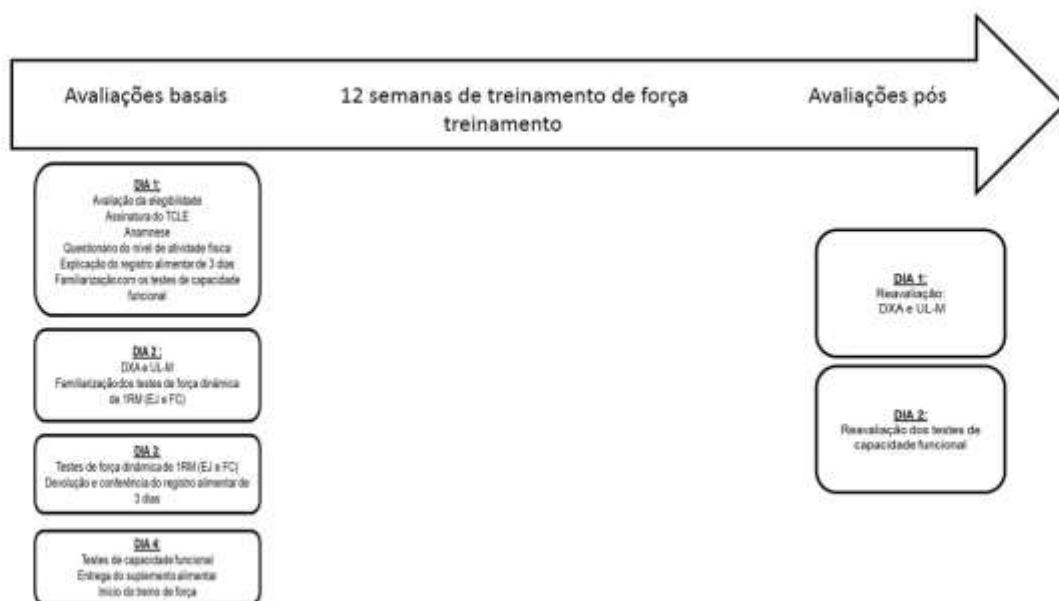 Avaliações basais
12 semanas de treinamento de força
treinamento
Avaliações pós
DIA 1:
Avaliação da elegibilidade
Assinatura do TCLE
Anamnese
Questionário do nível de atividade física
Explicação do registro alimentar de 3 dias
Familiarização com os testes de capacidade
funcional
DIA 2 :
DXA e UL-M
Familiarização dos testes de força dinâmica
de 1RM (EJ e FC)
DIA 3:
Testes de força dinâmica de 1RM (EJ e FC)
Devolução e conferência do registro alimentar de
3 dias
DIA 4:
Testes de capacidade funcional
Entrega do suplemento alimentar
Início do treino de força
DIA 1:
Reavaliação:
DXA e UL-M
DIA 2:
Reavaliação dos testes de
capacidade funcional